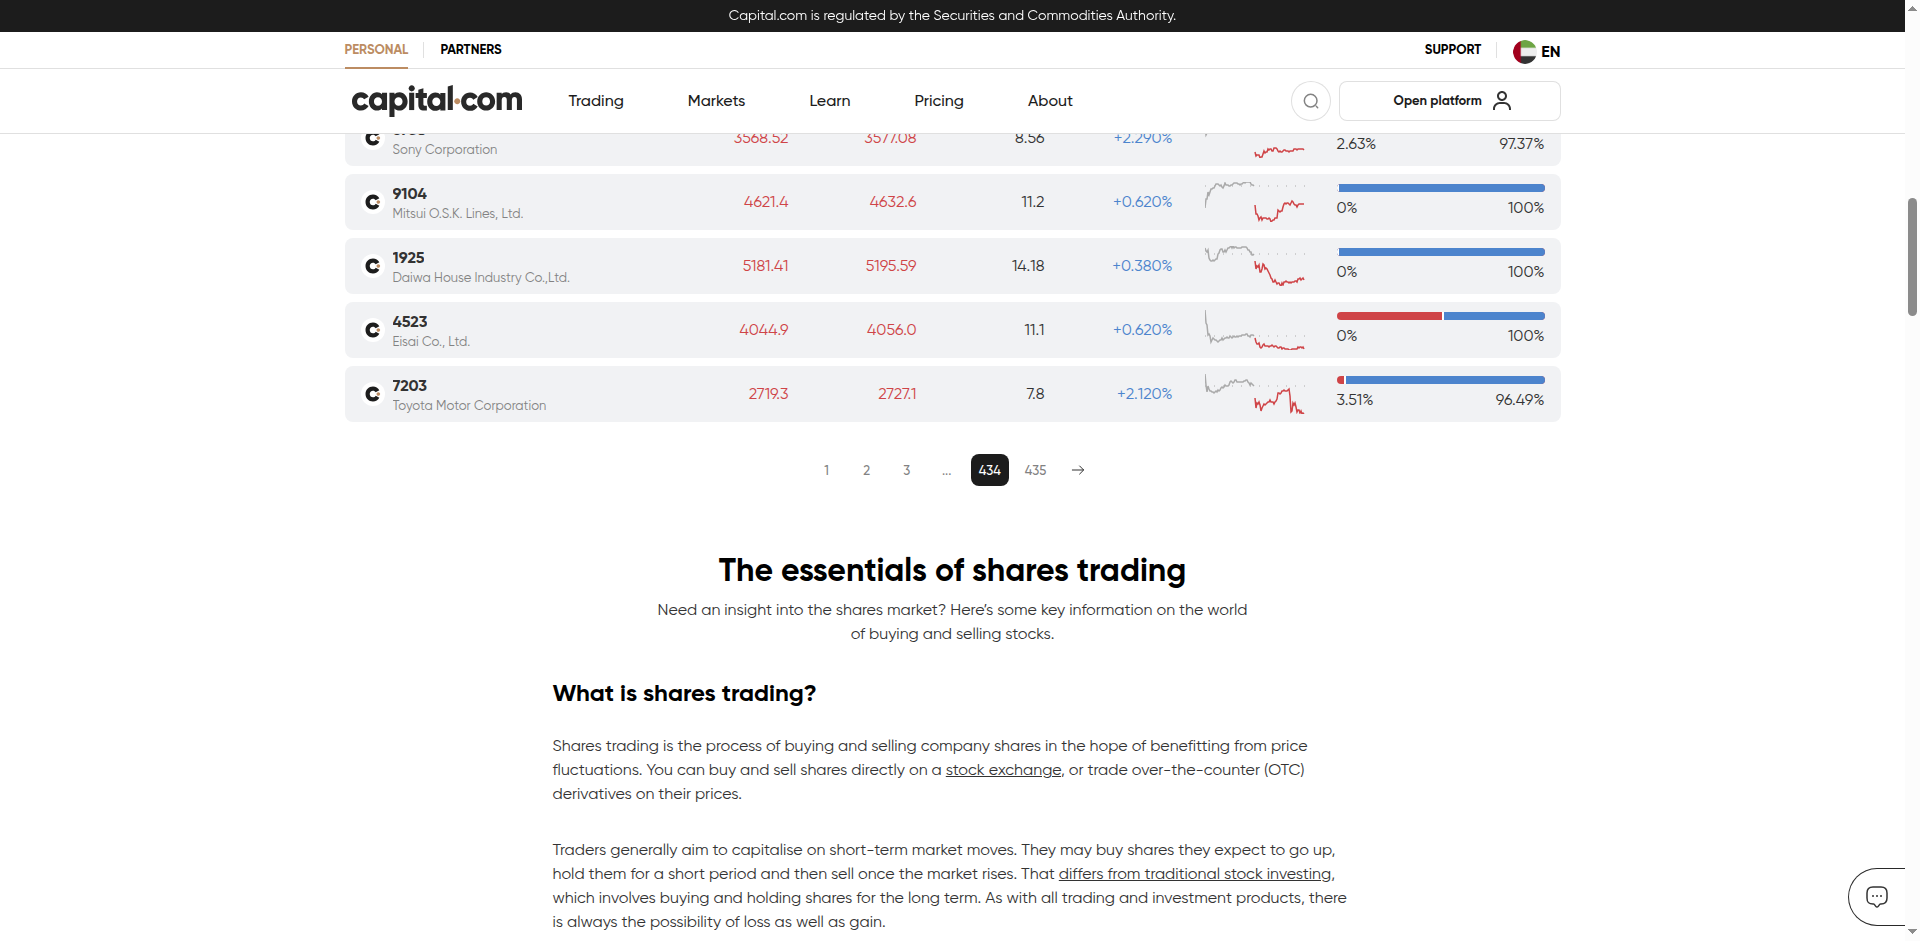 Capital.com is regulated by the Securities and Commodities Authority.
PERSONAL PARTNERS SUPPORT EN
capital.com Trading Markets Learn Pricing About Open platform
3568.52 3577.08 8.56 +2.290% 2.63% 97.37%
Sony Corporation
9104 4621.4 4632.6 11.2 +0.620% 0% 100%
Mitsui O.S.K. Lines, Ltd.
1925 5181.41 5195.59 14.18 +0.380% 0% 100%
Daiwa House Industry Co.,Ltd.
4523 4044.9 4056.0 11.1 +0.620% 0% 100%
Eisai Co., Ltd.
7203 2719.3 2727.1 7.8 +2.120% 3.51% 96.49%
Toyota Motor Corporation
1 2 3 ... 434 435
The essentials of shares trading
Need an insight into the shares market? Here’s some key information on the world
of buying and selling stocks.
What is shares trading?
Shares trading is the process of buying and selling company shares in the hope of benefitting from price
fluctuations. You can buy and sell shares directly on a stock exchange, or trade over-the-counter (OTC)
derivatives on their prices.
Traders generally aim to capitalise on short-term market moves. They may buy shares they expect to go up,
hold them for a short period and then sell once the market rises. That differs from traditional stock investing,
which involves buying and holding shares for the long term. As with all trading and investment products, there
is always the possibility of loss as well as gain.